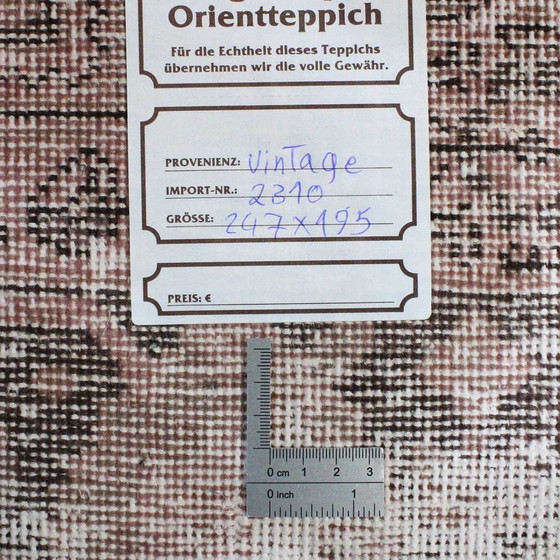 Orientteppich
Für die Echtheit dieses Teppichs
übernehmen wir die volle Gewähr.
PROVENIENZ: Vintage
IMPORT-NR.: 2310
GRÖSSE: 247x195
PREIS: €
0 cm 1 2 3
0 inch 1